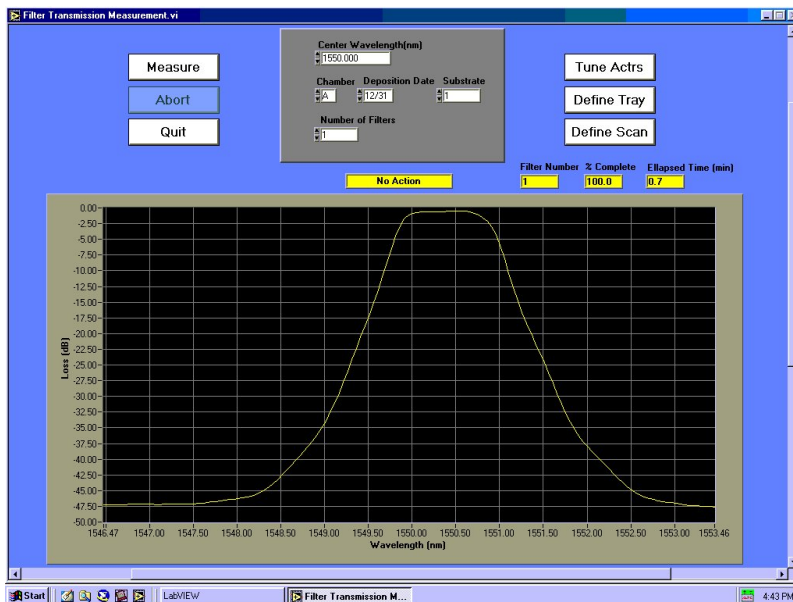 Filter Transmission Measurement.vi
Measure
Abort
Quit
Center Wavelength(nm)
1550.000
Chamber Deposition Date Substrate
A 12/31 1
Number of Filters
1
Tune Actrs
Define Tray
Define Scan
No Action
Filter Number % Complete Ellapsed Time (min)
1 100.0 0.7
0.00
-2.50
-5.00
-7.50
-10.00
-12.50
-15.00
-17.50
-20.00
-22.50
-25.00
-27.50
-30.00
-32.50
-35.00
-37.50
-40.00
-42.50
-45.00
-47.50
-50.00
Loss (dB)
1546.47 1547.00 1547.50 1548.00 1548.50 1549.00 1549.50 1550.00 1550.50 1551.00 1551.50 1552.00 1552.50 1553.00 1553.46
Wavelength (nm)
Start LabVIEW Filter Transmission M... 4:43 PM